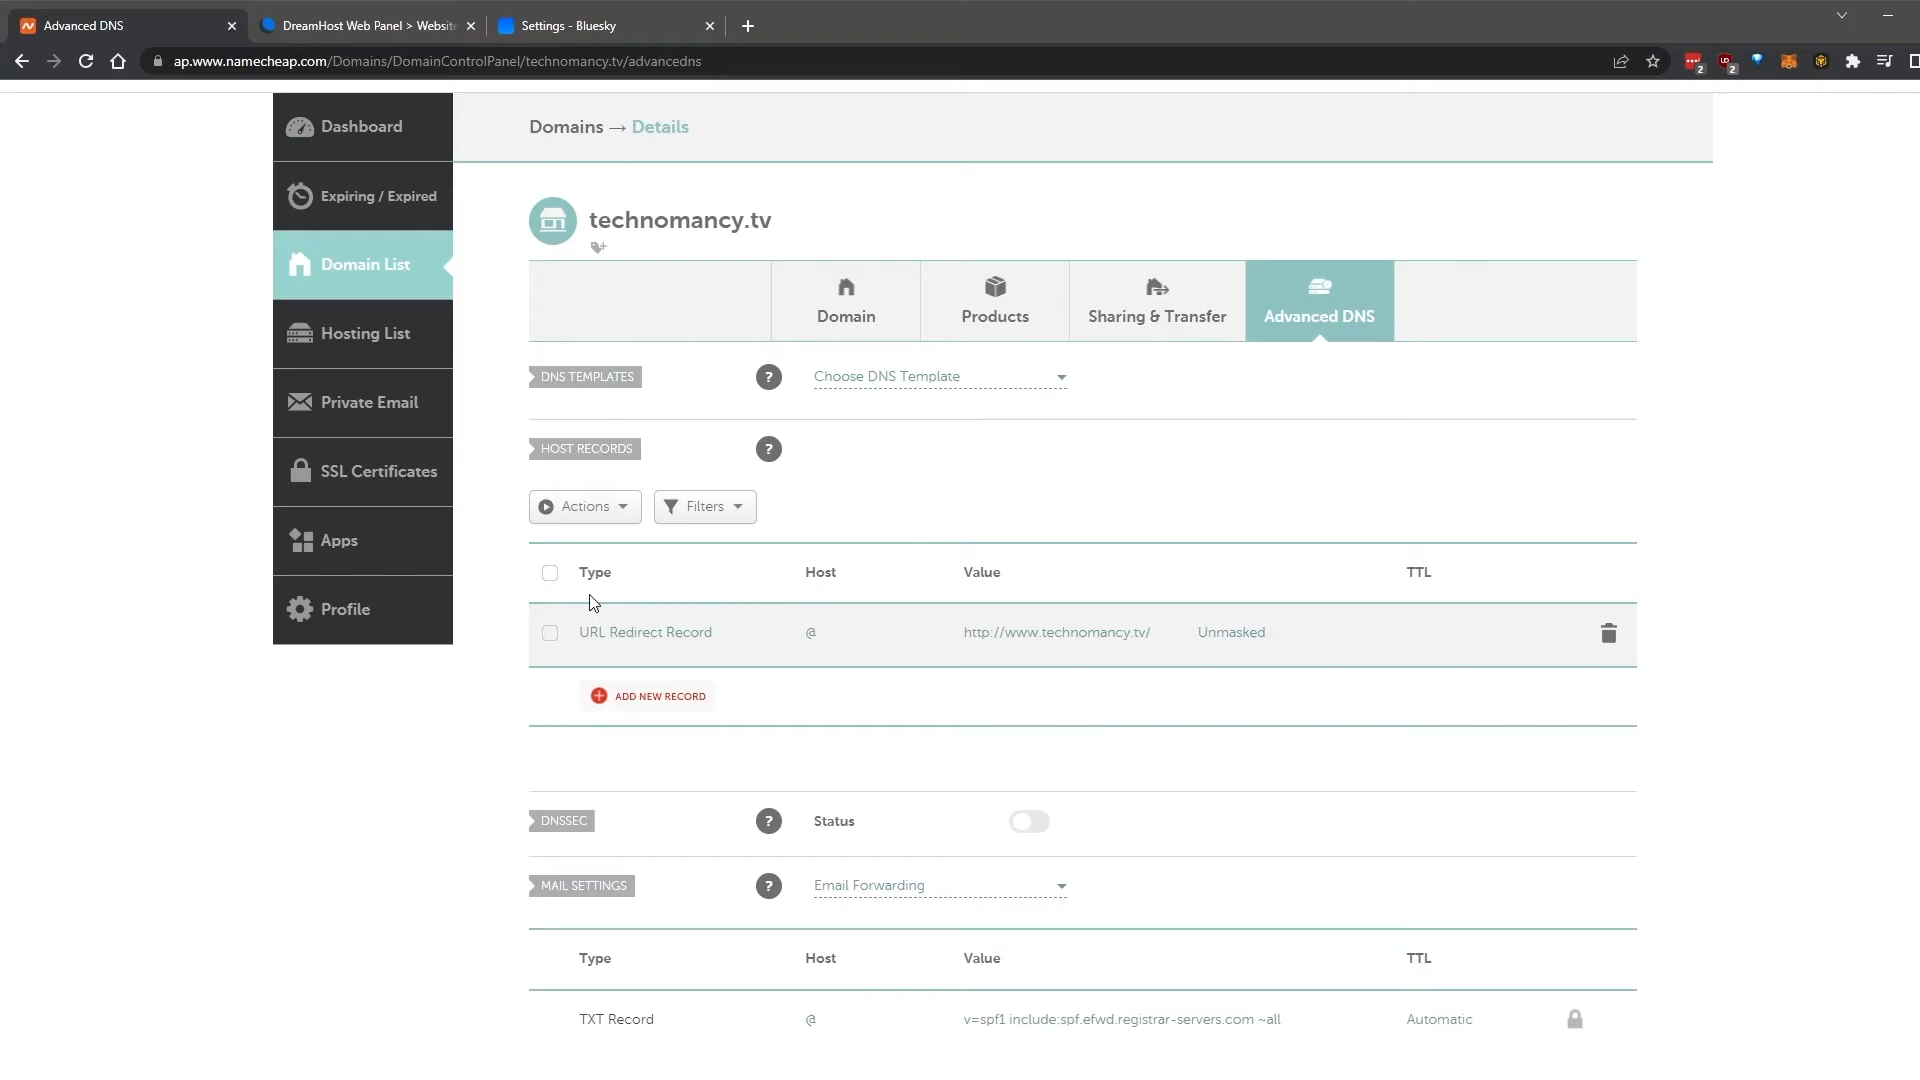 Advanced DNS
DreamHost Web Panel > Website
Settings - Bluesky
ap.www.namecheap.com/Domains/DomainControlPanel/technomancy.tv/advancedns
2
2
Dashboard
Expiring / Expired
Domain List
Hosting List
Private Email
SSL Certificates
Apps
Profile
Domains → Details
technomancy.tv
Domain
Products
Sharing & Transfer
Advanced DNS
DNS TEMPLATES
?
Choose DNS Template
HOST RECORDS
?
Actions
Filters
Type Host Value TTL
URL Redirect Record @ http://www.technomancy.tv/ Unmasked
ADD NEW RECORD
DNSSEC
?
Status
MAIL SETTINGS
?
Email Forwarding
Type Host Value TTL
TXT Record @ v=spf1 include:spf.efwd.registrar-servers.com ~all Automatic